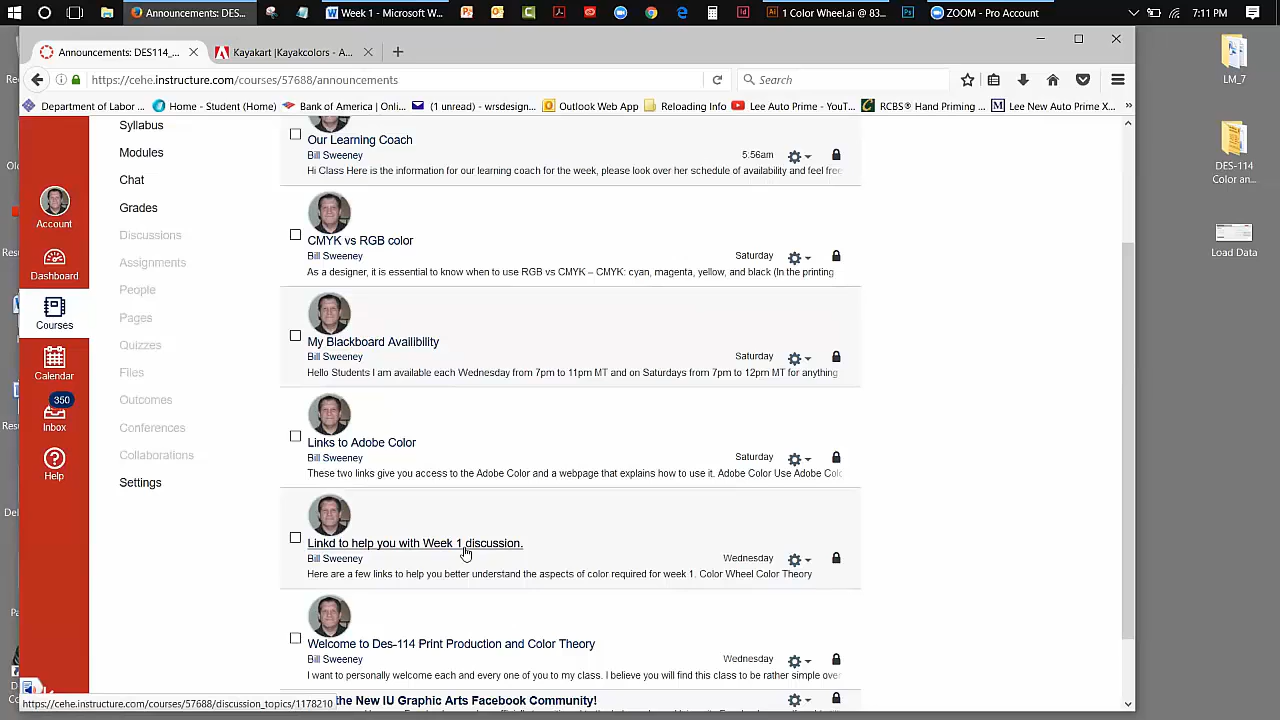 Announcements: DES...
Week 1 - Microsoft W...
1 Color Wheel.ai @ 83...
ZOOM - Pro Account
7:11 PM
Announcements: DES114_...
Kayakart |Kayakcolors - A...
https://cehe.instructure.com/courses/57688/announcements
Search
Department of Labor ...
Home - Student (Home)
Bank of America | Onli...
(1 unread) - wrsdesign...
Outlook Web App
Reloading Info
Lee Auto Prime - YouT...
RCBS® Hand Priming ...
Lee New Auto Prime X...
LM_7
DES-114
Color an...
Load Data
Account
Dashboard
Courses
Calendar
350
Inbox
Help
Syllabus
Modules
Chat
Grades
Discussions
Assignments
People
Pages
Quizzes
Files
Outcomes
Conferences
Collaborations
Settings
Our Learning Coach
Bill Sweeney
5:56am
Hi Class Here is the information for our learning coach for the week, please look over her schedule of availability and feel free
CMYK vs RGB color
Bill Sweeney
Saturday
As a designer, it is essential to know when to use RGB vs CMYK – CMYK: cyan, magenta, yellow, and black (In the printing
My Blackboard Availibility
Bill Sweeney
Saturday
Hello Students I am available each Wednesday from 7pm to 11pm MT and on Saturdays from 7pm to 12pm MT for anything
Links to Adobe Color
Bill Sweeney
Saturday
These two links give you access to the Adobe Color and a webpage that explains how to use it. Adobe Color Use Adobe Colo
Linkd to help you with Week 1 discussion.
Bill Sweeney
Wednesday
Here are a few links to help you better understand the aspects of color required for week 1. Color Wheel Color Theory
Welcome to Des-114 Print Production and Color Theory
Bill Sweeney
Wednesday
I want to personally welcome each and every one of you to my class. I believe you will find this class to be rather simple over
the New IU Graphic Arts Facebook Community!
https://cehe.instructure.com/courses/57688/discussion_topics/1178210